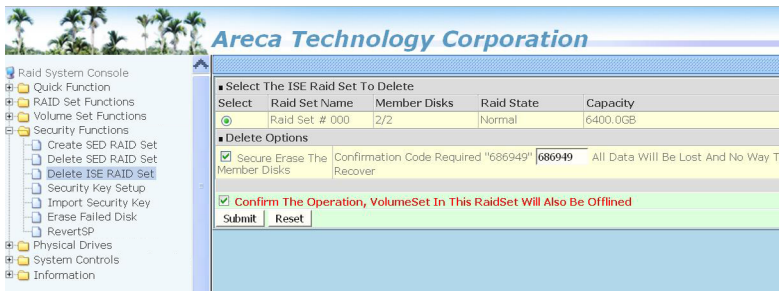 Areca Technology Corporation
Raid System Console
Quick Function
RAID Set Functions
Volume Set Functions
Security Functions
Create SED RAID Set
Delete SED RAID Set
Delete ISE RAID Set
Security Key Setup
Import Security Key
Erase Failed Disk
RevertSP
Physical Drives
System Controls
Information
Select The ISE Raid Set To Delete
Select Raid Set Name Member Disks Raid State Capacity
Raid Set # 000 2/2 Normal 6400.0GB
Delete Options
Secure Erase The Confirmation Code Required "686949" 686949 All Data Will Be Lost And No Way T
Member Disks Recover
Confirm The Operation, VolumeSet In This RaidSet Will Also Be Offlined
Submit Reset